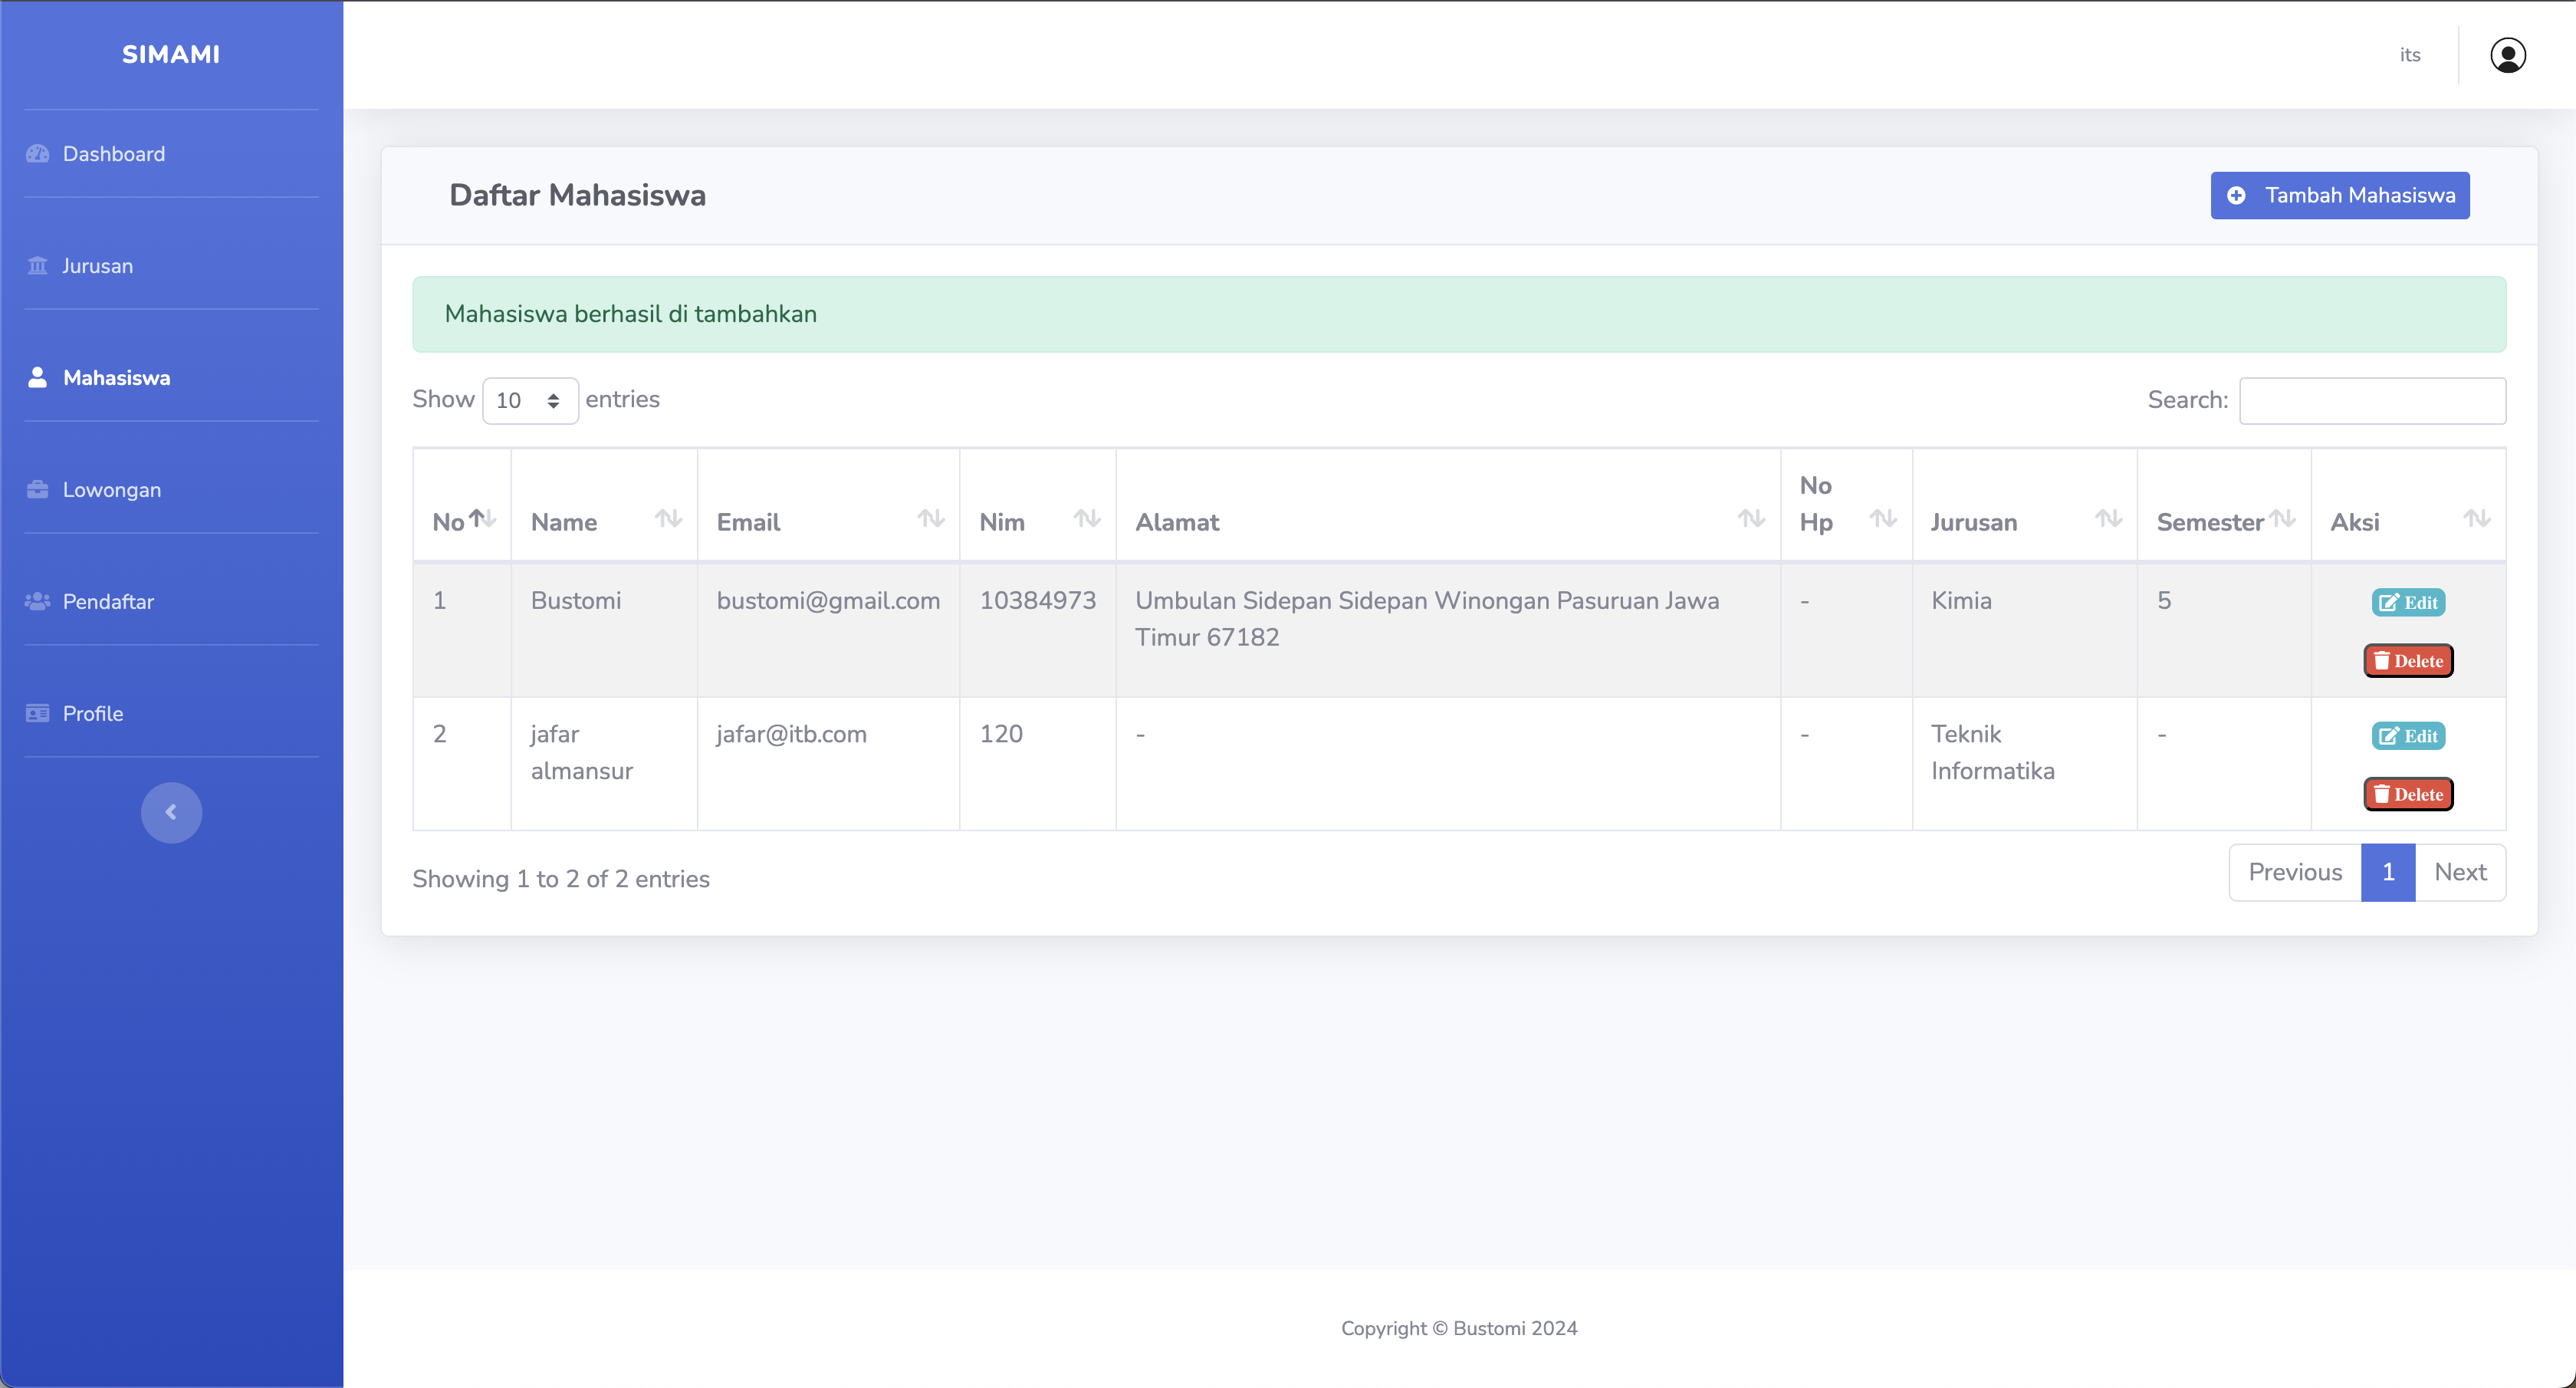 SIMAMI
Dashboard
Jurusan
Mahasiswa
Lowongan
Pendaftar
Profile
its
Daftar Mahasiswa
Tambah Mahasiswa
Mahasiswa berhasil di tambahkan
Show 10 entries
Search:
No Name Email Nim Alamat No Hp Jurusan Semester Aksi
1 Bustomi bustomi@gmail.com 10384973 Umbulan Sidepan Sidepan Winongan Pasuruan Jawa - Kimia 5 Edit
Timur 67182
Delete
2 jafar jafar@itb.com 120 - - Teknik - Edit
almansur Informatika
Delete
Showing 1 to 2 of 2 entries
Previous 1 Next
Copyright © Bustomi 2024